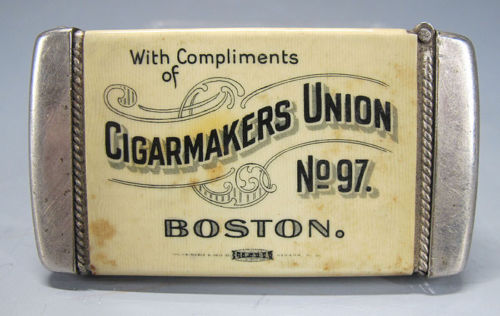 With Compliments
of
CIGARMAKERS UNION
No 97.
BOSTON.